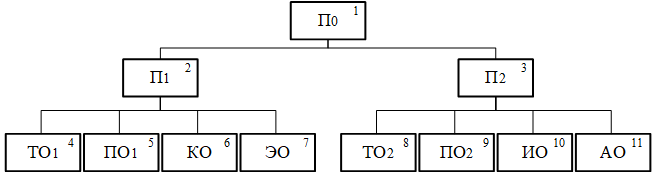 П0 1
П1 2
П2 3
ТО1 4
ПО1 5
КО 6
ЭО 7
ТО2 8
ПО2 9
ИО 10
АО 11